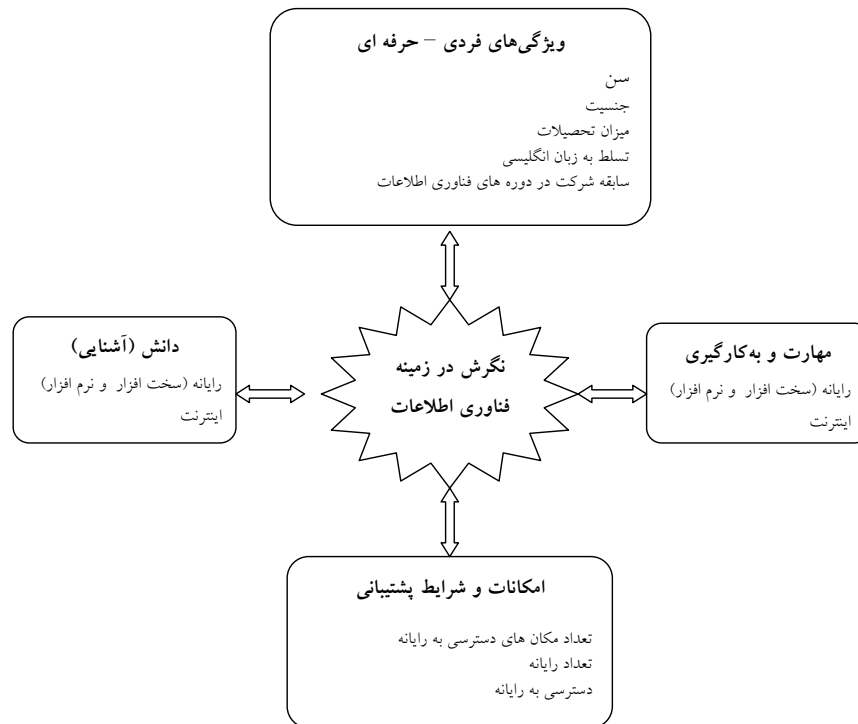 ویژگی‌های فردی – حرفه ای
سن
جنسیت
میزان تحصیلات
تسلط به زبان انگلیسی
سابقه شرکت در دوره های فناوری اطلاعات
مهارت و به‌کارگیری
رایانه (سخت افزار و نرم افزار)
اینترنت
نگرش در زمینه
فناوری اطلاعات
دانش (آشنایی)
رایانه (سخت افزار و نرم افزار)
اینترنت
امکانات و شرایط پشتیبانی
تعداد مکان های دسترسی به رایانه
تعداد رایانه
دسترسی به رایانه